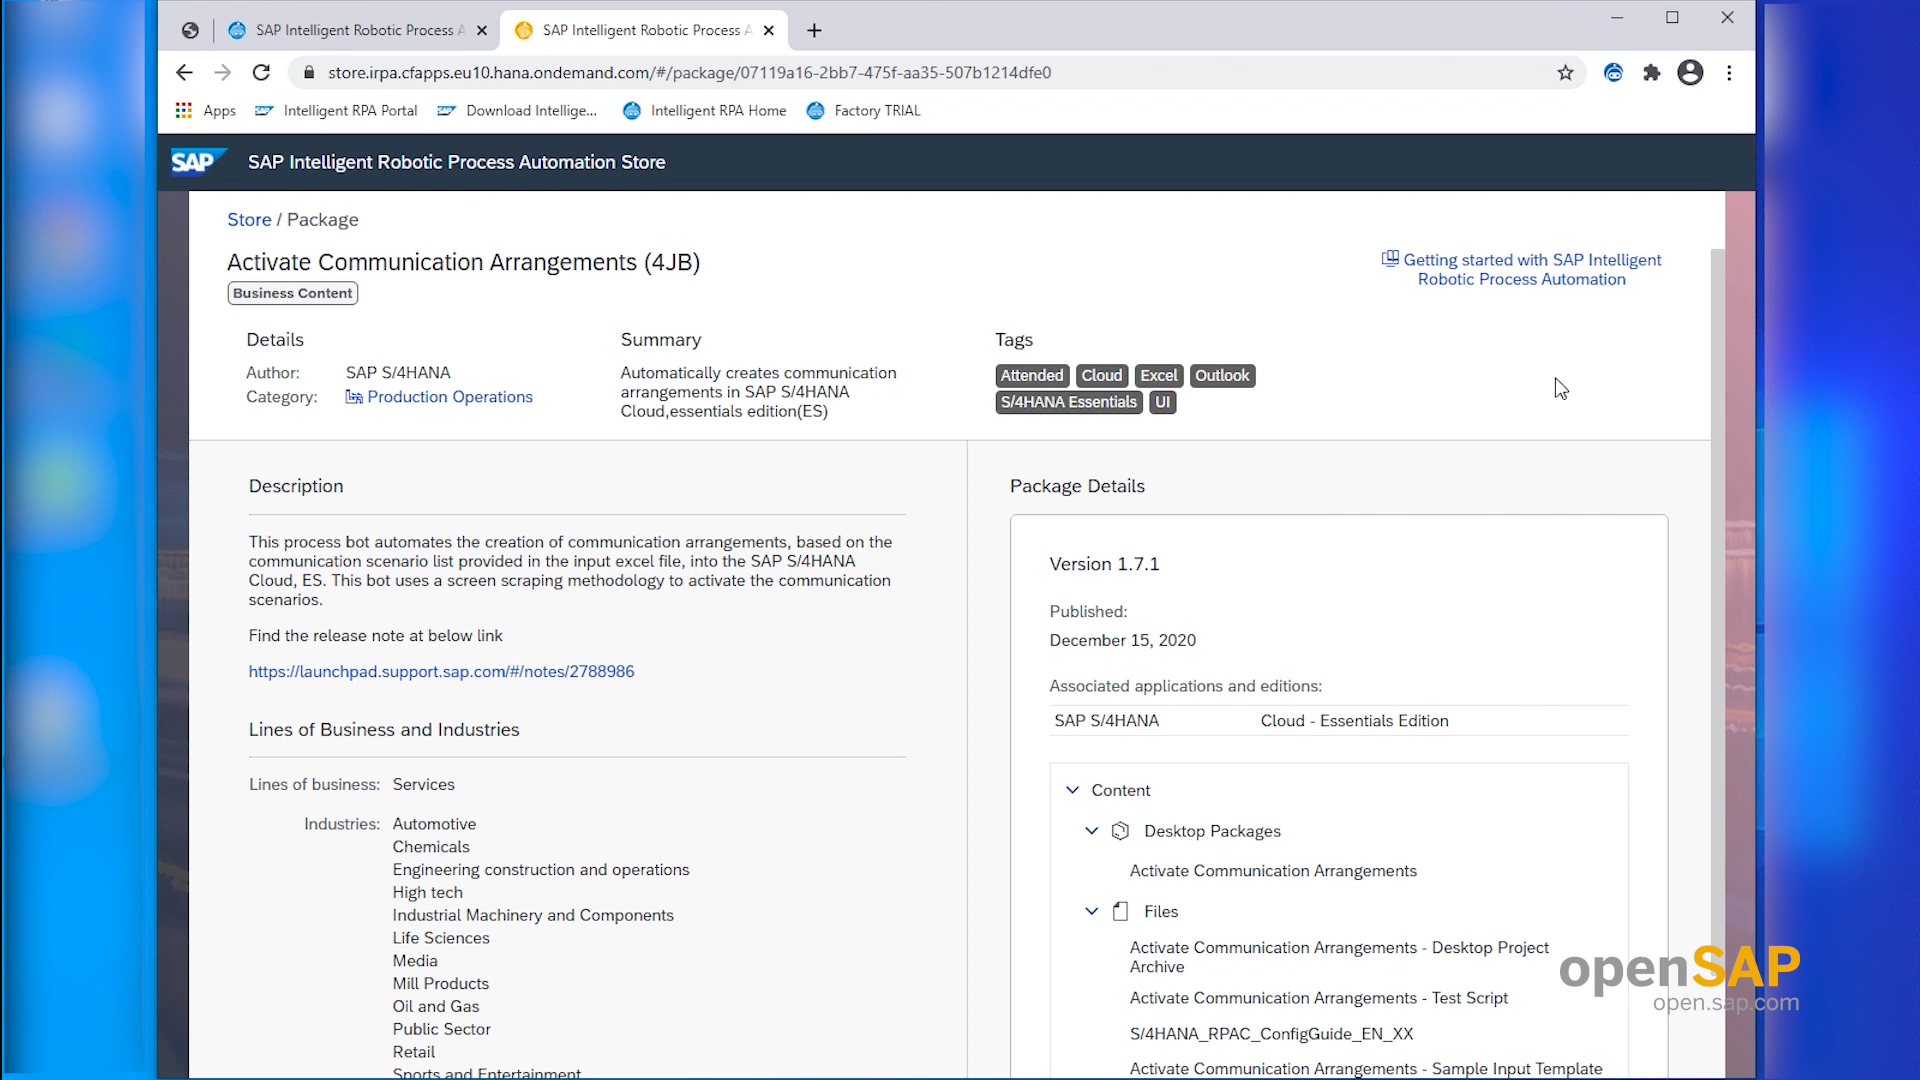 SAP Intelligent Robotic Process A
SAP Intelligent Robotic Process A
store.irpa.cfapps.eu10.hana.ondemand.com/#/package/07119a16-2bb7-475f-aa35-507b1214dfe0
Apps
Intelligent RPA Portal
Download Intellige...
Intelligent RPA Home
Factory TRIAL
SAP
SAP Intelligent Robotic Process Automation Store
Store / Package
Activate Communication Arrangements (4JB)
Business Content
Getting started with SAP Intelligent
Robotic Process Automation
Details
Author: SAP S/4HANA
Category: Production Operations
Summary
Automatically creates communication
arrangements in SAP S/4HANA
Cloud,essentials edition(ES)
Tags
Attended Cloud Excel Outlook
S/4HANA Essentials UI
Description
This process bot automates the creation of communication arrangements, based on the
communication scenario list provided in the input excel file, into the SAP S/4HANA
Cloud, ES. This bot uses a screen scraping methodology to activate the communication
scenarios.
Find the release note at below link
https://launchpad.support.sap.com/#/notes/2788986
Lines of Business and Industries
Lines of business: Services
Industries: Automotive
Chemicals
Engineering construction and operations
High tech
Industrial Machinery and Components
Life Sciences
Media
Mill Products
Oil and Gas
Public Sector
Retail
Sports and Entertainment
Package Details
Version 1.7.1
Published:
December 15, 2020
Associated applications and editions:
SAP S/4HANA Cloud - Essentials Edition
Content
Desktop Packages
Activate Communication Arrangements
Files
Activate Communication Arrangements - Desktop Project
Archive
Activate Communication Arrangements - Test Script
S/4HANA_RPAC_ConfigGuide_EN_XX
Activate Communication Arrangements - Sample Input Template
openSAP
open.sap.com